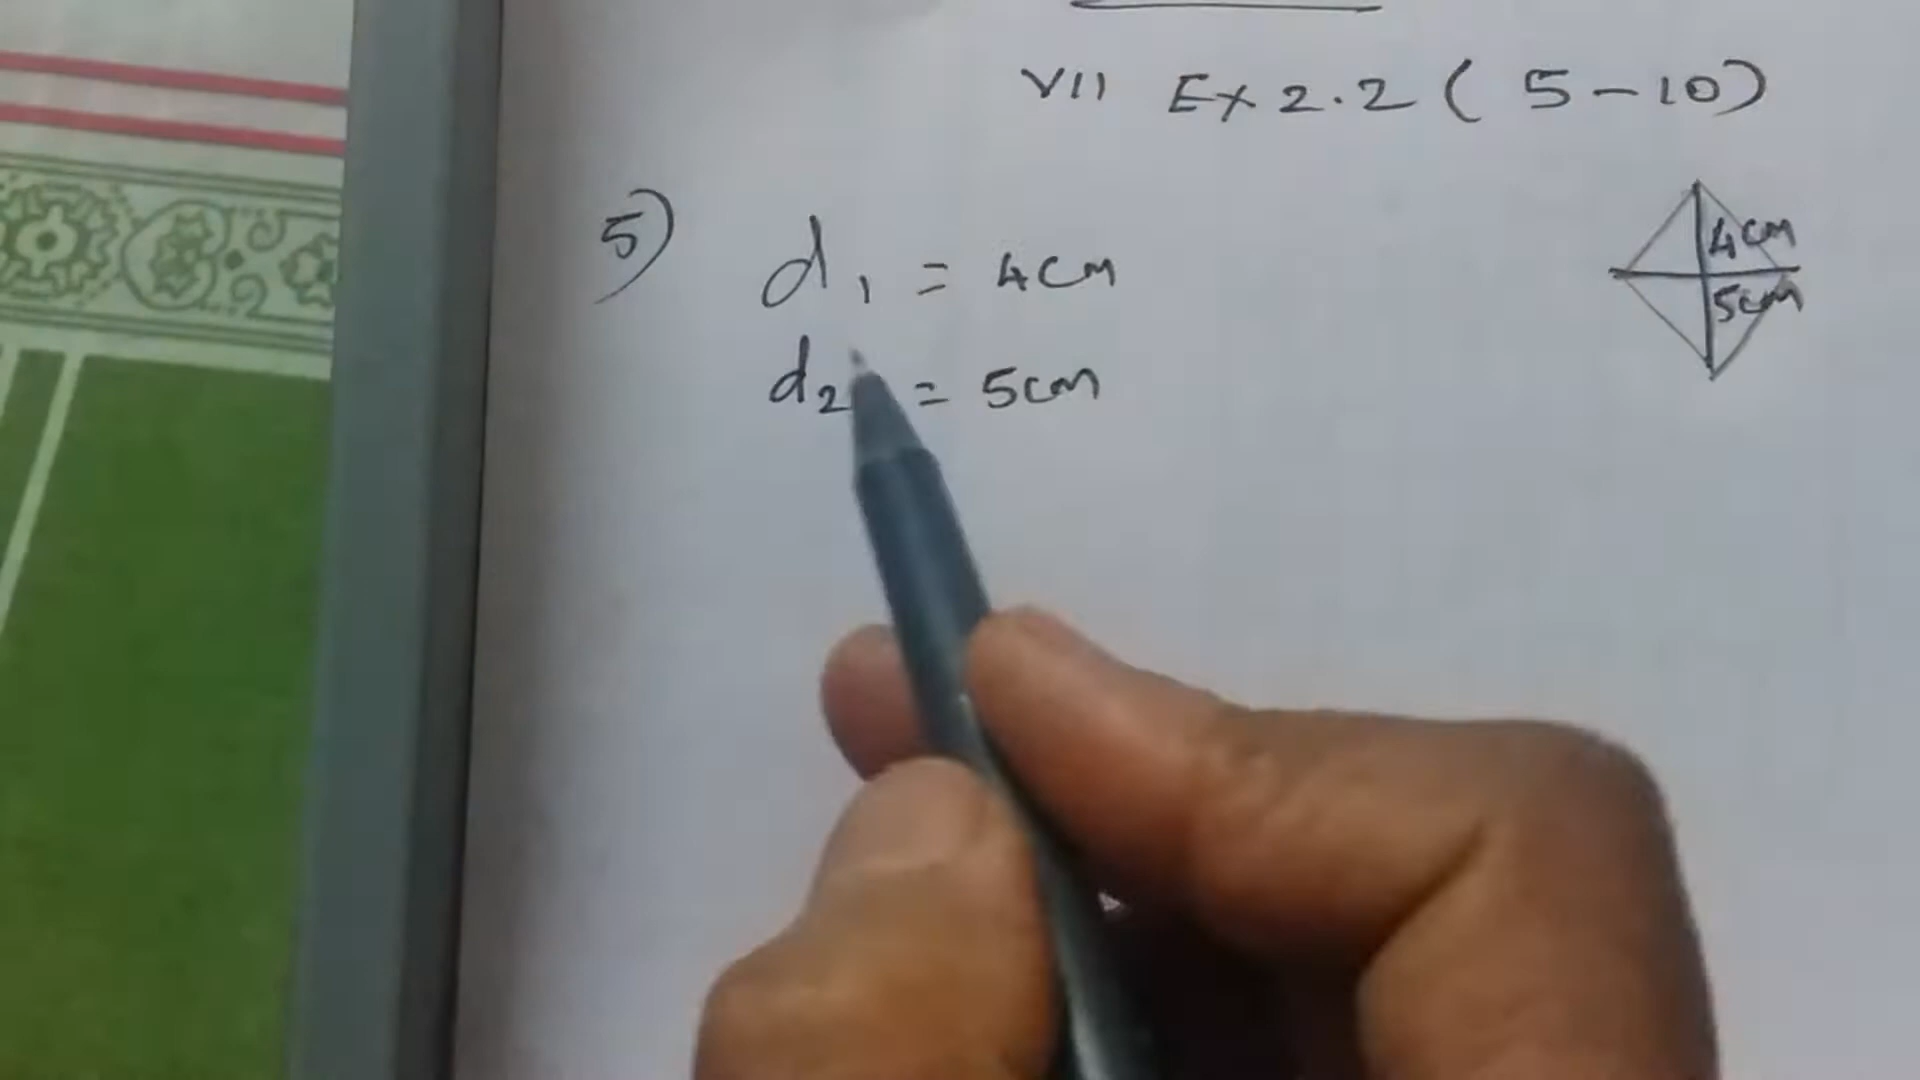 VII Ex 2.2 ( 5-10)
5) d1 = 4cm
d2 = 5cm
4cm
5cm